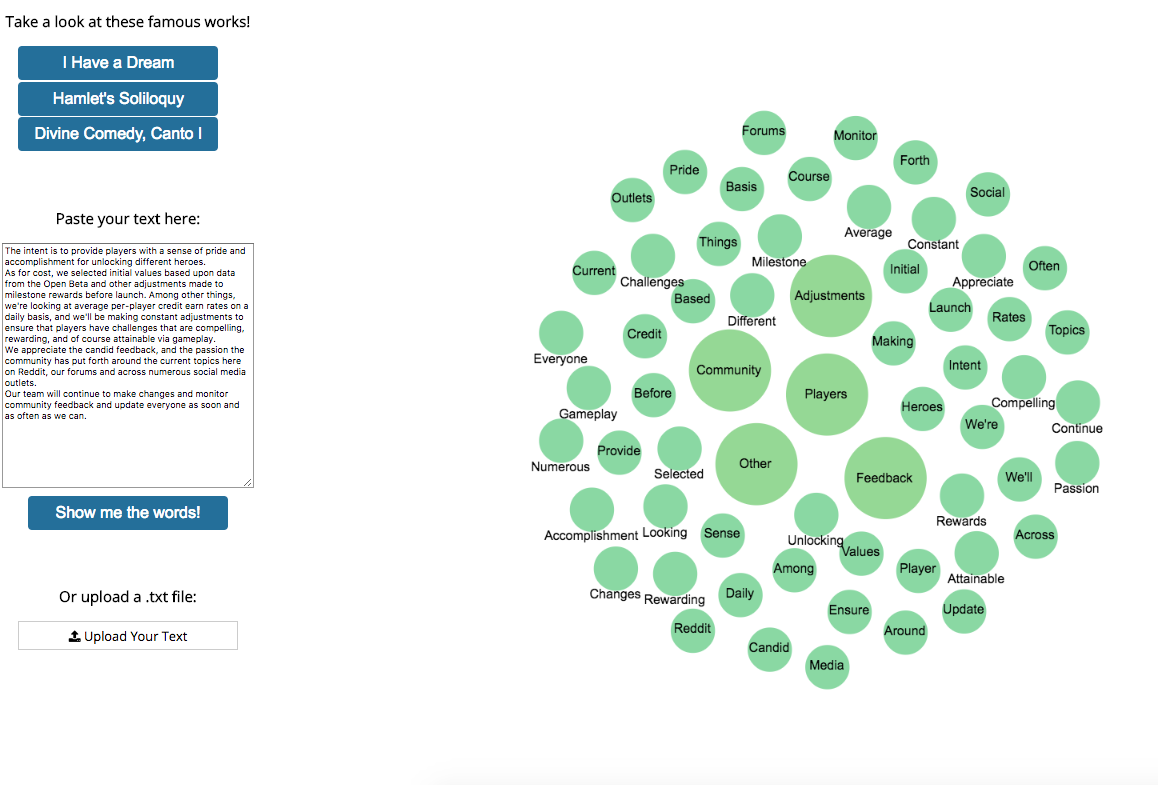 Take a look at these famous works!
I Have a Dream
Hamlet's Soliloquy
Divine Comedy, Canto I
Paste your text here:
The intent is to provide players with a sense of pride and
accomplishment for unlocking different heroes.
As for cost, we selected initial values based upon data
from the Open Beta and other adjustments made to
milestone rewards before launch. Among other things,
we're looking at average per-player credit earn rates on a
daily basis, and we'll be making constant adjustments to
ensure that players have challenges that are compelling,
rewarding, and of course attainable via gameplay.
We appreciate the candid feedback, and the passion the
community has put forth around the current topics here
on Reddit, our forums and across numerous social media
outlets.
Our team will continue to make changes and monitor
community feedback and update everyone as soon and
as often as we can.
Show me the words!
Or upload a .txt file:
Upload Your Text
Forums
Monitor
Forth
Pride
Course
Basis
Social
Outlets
Average
Constant
Things
Milestone
Often
Current
Initial
Challenges
Appreciate
Based
Adjustments
Launch
Different
Rates
Topics
Credit
Making
Everyone
Intent
Community
Before
Players
Compelling
Heroes
Gameplay
We're
Continue
Provide
Numerous
Other
Selected
Feedback
We'll
Passion
Rewards
Accomplishment
Looking
Sense
Across
Unlocking
Values
Among
Player
Attainable
Changes
Rewarding
Daily
Ensure
Update
Reddit
Around
Candid
Media